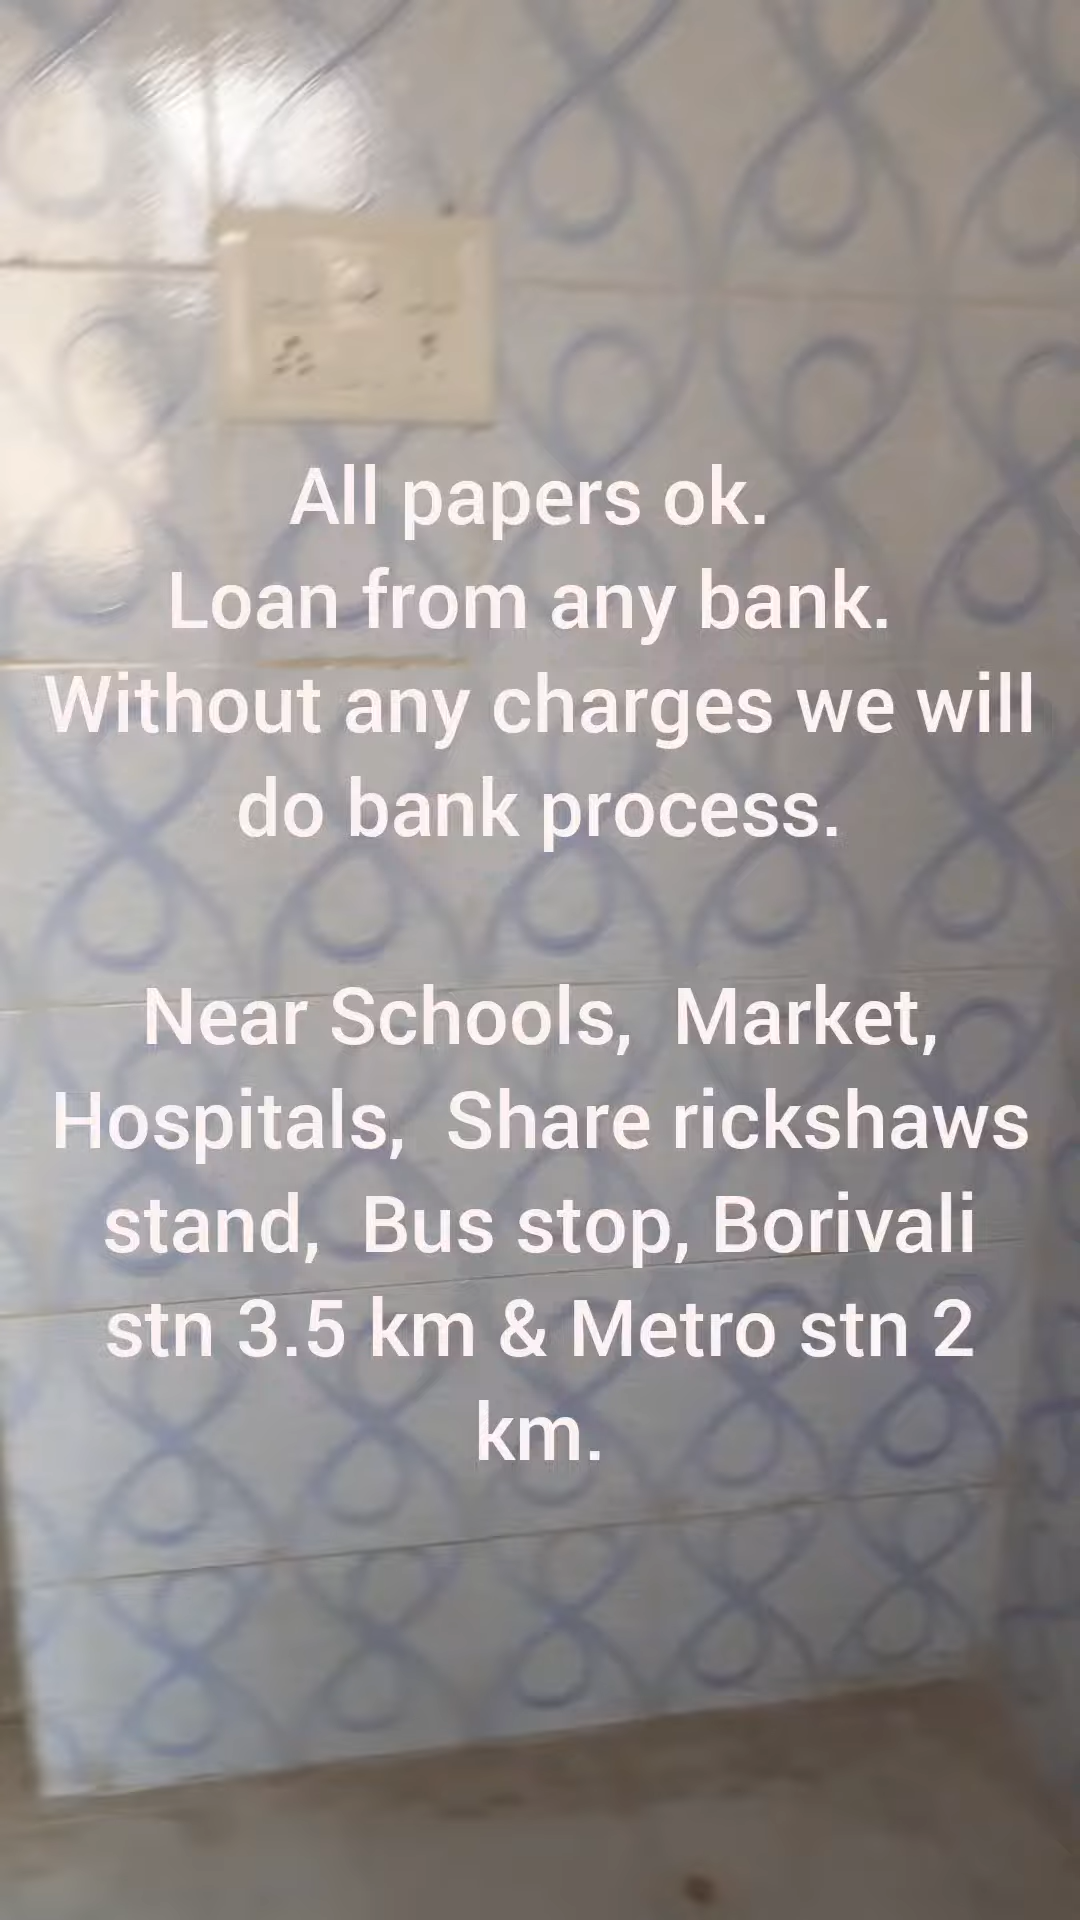 All papers ok.
Loan from any bank.
Without any charges we will
do bank process.
Near Schools,  Market,
Hospitals,  Share rickshaws
stand,  Bus stop, Borivali
stn 3.5 km & Metro stn 2
km.